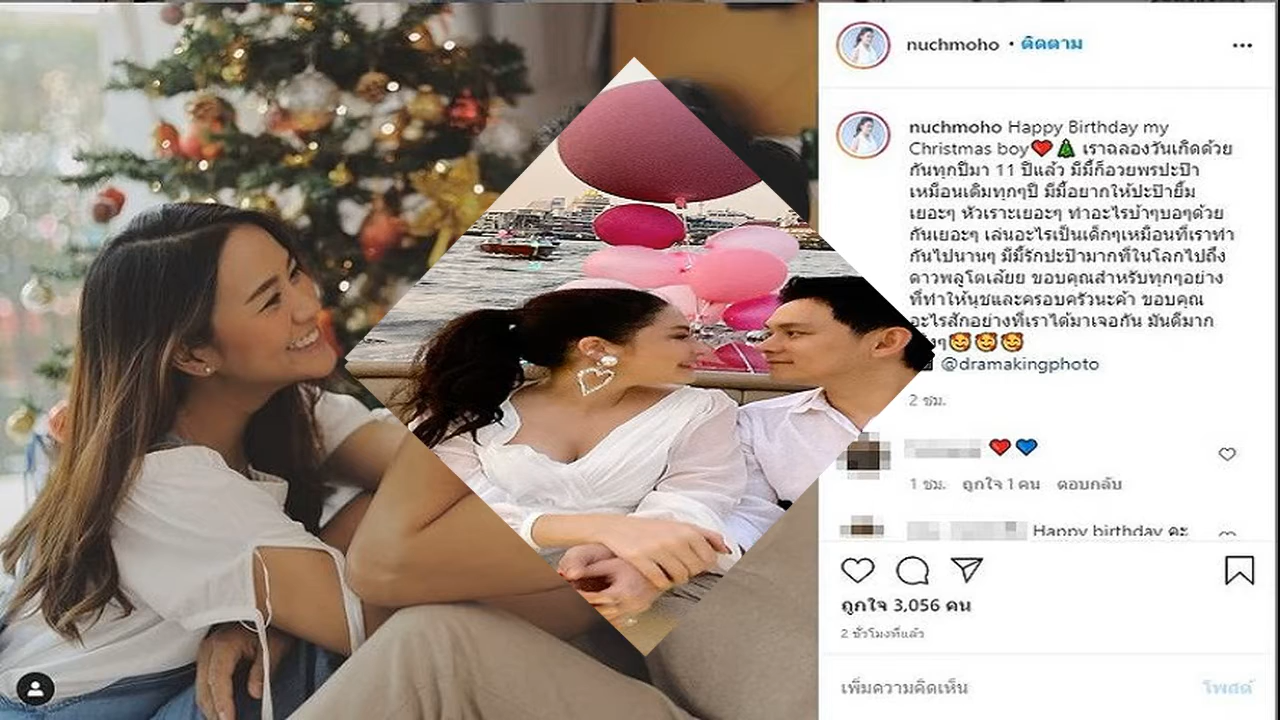 nuchmoho • ติดตาม
nuchmoho Happy Birthday my
Christmas boy❤️🎄 เราฉลองวันเกิดด้วย
กันทุกปีมา 11 ปีแล้ว มีมี้ก็อวยพรปะป๊า
เหมือนเดิมทุกๆปี มีมี้อยากให้ปะป๊ายิ้ม
เยอะๆ หัวเราะเยอะๆ ทำอะไรบ้าๆบอๆด้วย
กันเยอะๆ เล่นอะไรเป็นเด็กๆเหมือนที่เราทำ
กันไปนานๆ มีมี้รักปะป๊ามากที่ในโลกไปถึง
ดาวพลูโตเล้ยย ขอบคุณสำหรับทุกๆอย่าง
ที่ทำให้นุชและครอบครัวนะค้า ขอบคุณ
อะไรสักอย่างที่เราได้มาเจอกัน มันดีมาก
ๆ🥰🥰🥰
@dramakingphoto
2 ชม.
❤️💙
1 ชม. ถูกใจ 1 คน ตอบกลับ
Happy birthday คะ
ถูกใจ 3,056 คน
2 ชั่วโมงที่แล้ว
เพิ่มความคิดเห็น โพสต์